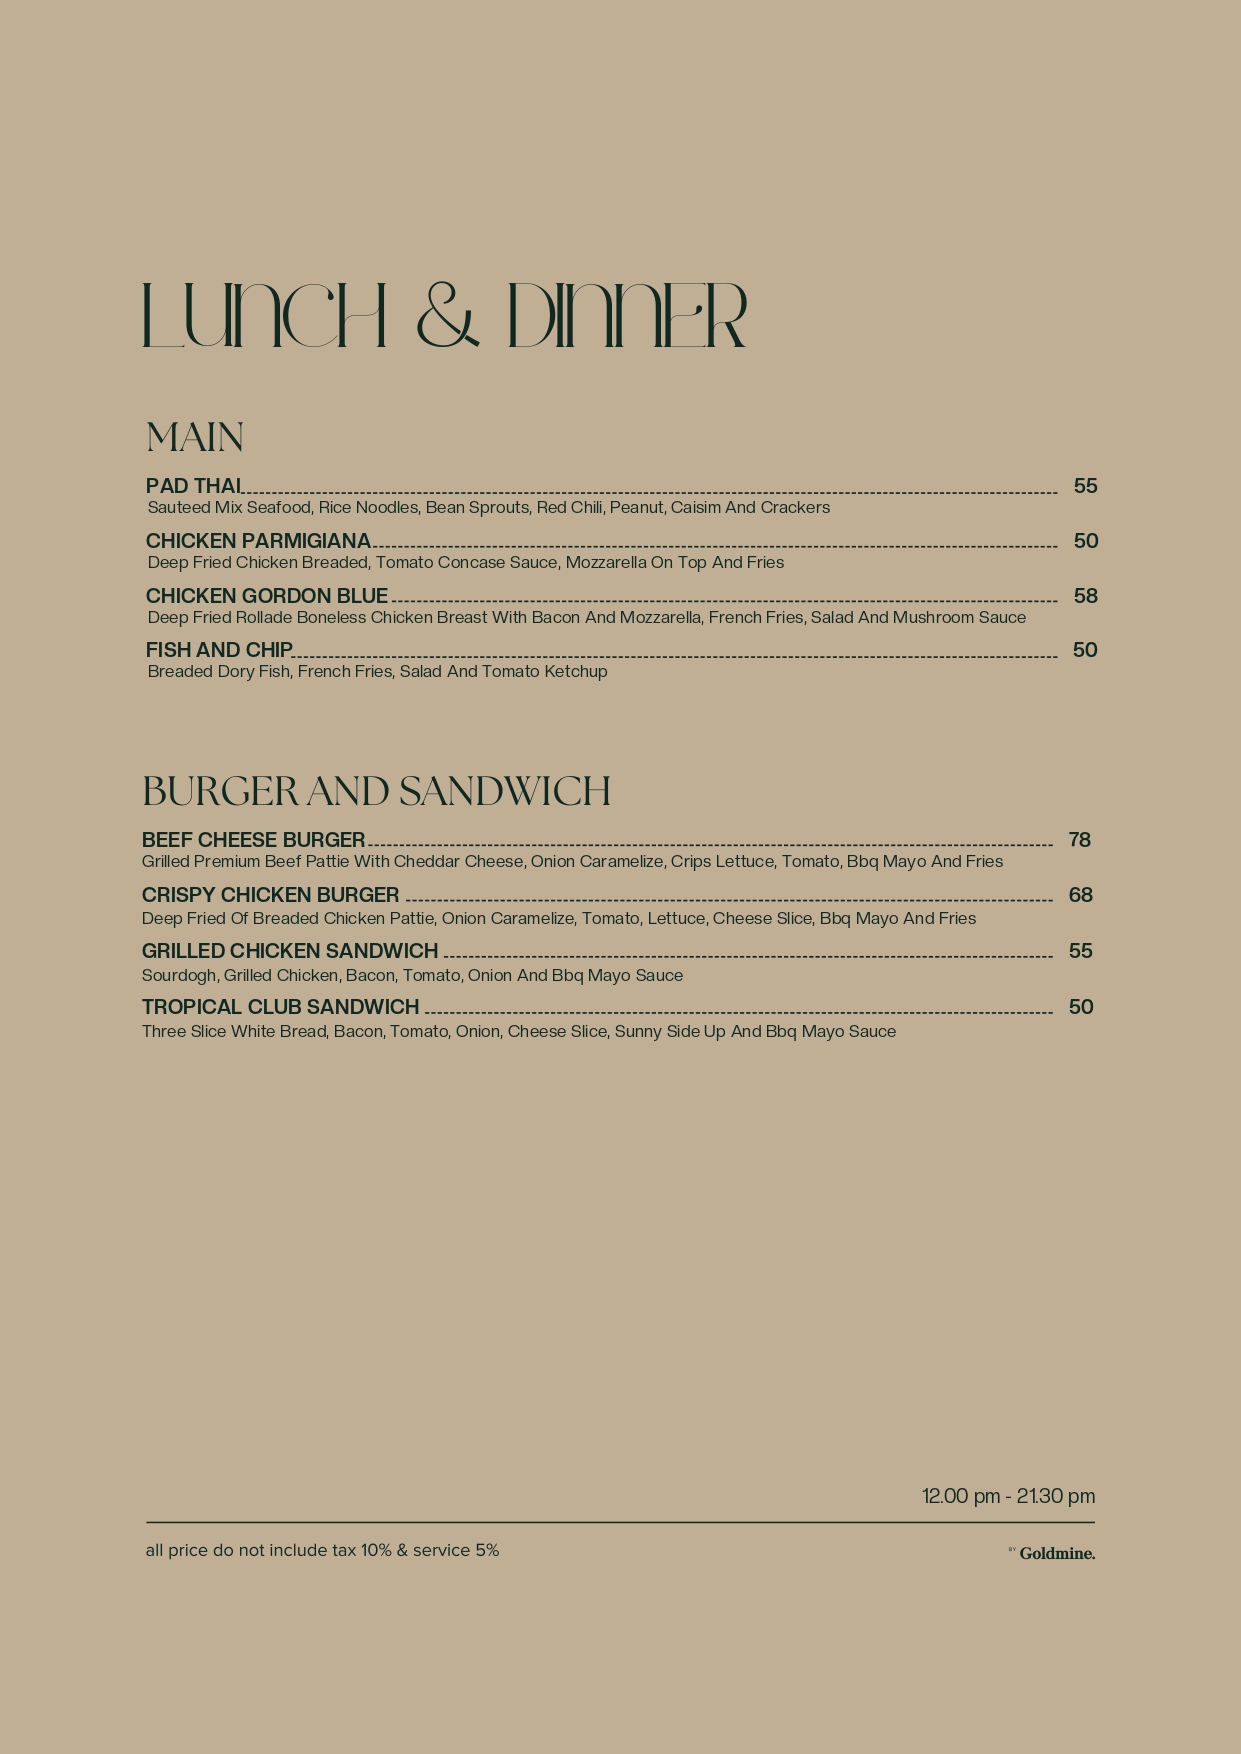 LUNCH & DINNER
MAIN
PAD THAI 55
Sauteed Mix Seafood, Rice Noodles, Bean Sprouts, Red Chili, Peanut, Caisim And Crackers
CHICKEN PARMIGIANA 50
Deep Fried Chicken Breaded, Tomato Concase Sauce, Mozzarella On Top And Fries
CHICKEN GORDON BLUE 58
Deep Fried Rollade Boneless Chicken Breast With Bacon And Mozzarella, French Fries, Salad And Mushroom Sauce
FISH AND CHIP 50
Breaded Dory Fish, French Fries, Salad And Tomato Ketchup
BURGER AND SANDWICH
BEEF CHEESE BURGER 78
Grilled Premium Beef Pattie With Cheddar Cheese, Onion Caramelize, Crips Lettuce, Tomato, Bbq Mayo And Fries
CRISPY CHICKEN BURGER 68
Deep Fried Of Breaded Chicken Pattie, Onion Caramelize, Tomato, Lettuce, Cheese Slice, Bbq Mayo And Fries
GRILLED CHICKEN SANDWICH 55
Sourdogh, Grilled Chicken, Bacon, Tomato, Onion And Bbq Mayo Sauce
TROPICAL CLUB SANDWICH 50
Three Slice White Bread, Bacon, Tomato, Onion, Cheese Slice, Sunny Side Up And Bbq Mayo Sauce
12.00 pm - 21.30 pm
all price do not include tax 10% & service 5%
BY Goldmine.